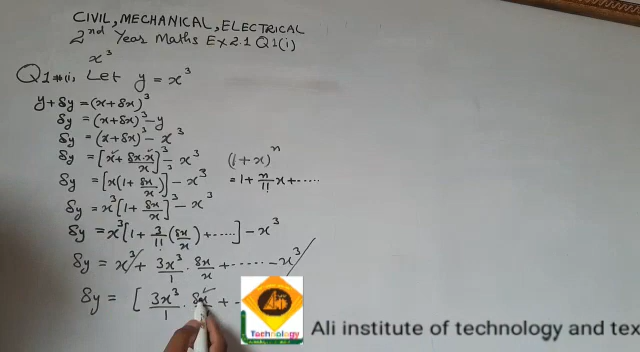 CIVIL, MECHANICAL, ELECTRICAL
2nd Year Maths Ex 2.1 Q1(i)
x³
Q1 (i) Let y = x³
y+δy = (x+δx)³
δy = (x+δx)³ - y
δy = (x+δx)³ - x³
δy = [x + δx·x/x]³ - x³
(1+x)ⁿ
δy = [x(1+δx/x)]³ - x³
= 1 + n/1! x + .....
δy = x³[1+δx/x]³ - x³
δy = x³[1 + 3/1! (δx/x) + .....] - x³
δy = x³ + 3x³/1 · δx/x + ...... - x³
δy = [ 3x³/1 · δx +
Technology
Ali institute of technology and tex